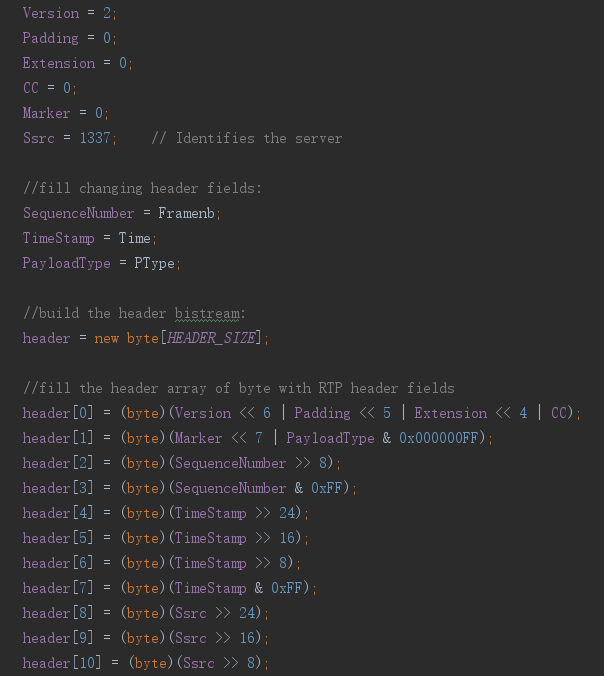 Version = 2;
Padding = 0;
Extension = 0;
CC = 0;
Marker = 0;
Ssrc = 1337;    // Identifies the server
//fill changing header fields:
SequenceNumber = Framenb;
TimeStamp = Time;
PayloadType = PType;
//build the header bistream:
header = new byte[HEADER_SIZE];
//fill the header array of byte with RTP header fields
header[0] = (byte)(Version << 6 | Padding << 5 | Extension << 4 | CC);
header[1] = (byte)(Marker << 7 | PayloadType & 0x000000FF);
header[2] = (byte)(SequenceNumber >> 8);
header[3] = (byte)(SequenceNumber & 0xFF);
header[4] = (byte)(TimeStamp >> 24);
header[5] = (byte)(TimeStamp >> 16);
header[6] = (byte)(TimeStamp >> 8);
header[7] = (byte)(TimeStamp & 0xFF);
header[8] = (byte)(Ssrc >> 24);
header[9] = (byte)(Ssrc >> 16);
header[10] = (byte)(Ssrc >> 8);